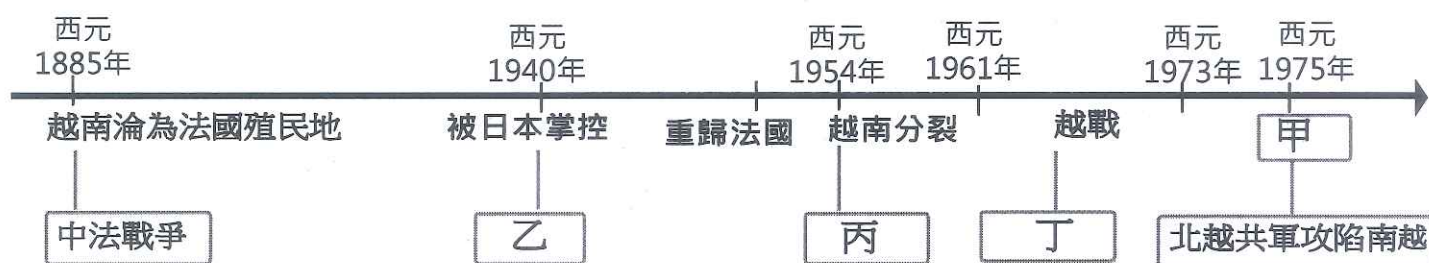 西元
1885年
西元
1940年
西元
1954年
西元
1961年
西元
1973年
西元
1975年
越南淪為法國殖民地
被日本掌控
重歸法國
越南分裂
越戰
甲
中法戰爭
乙
丙
丁
北越共軍攻陷南越